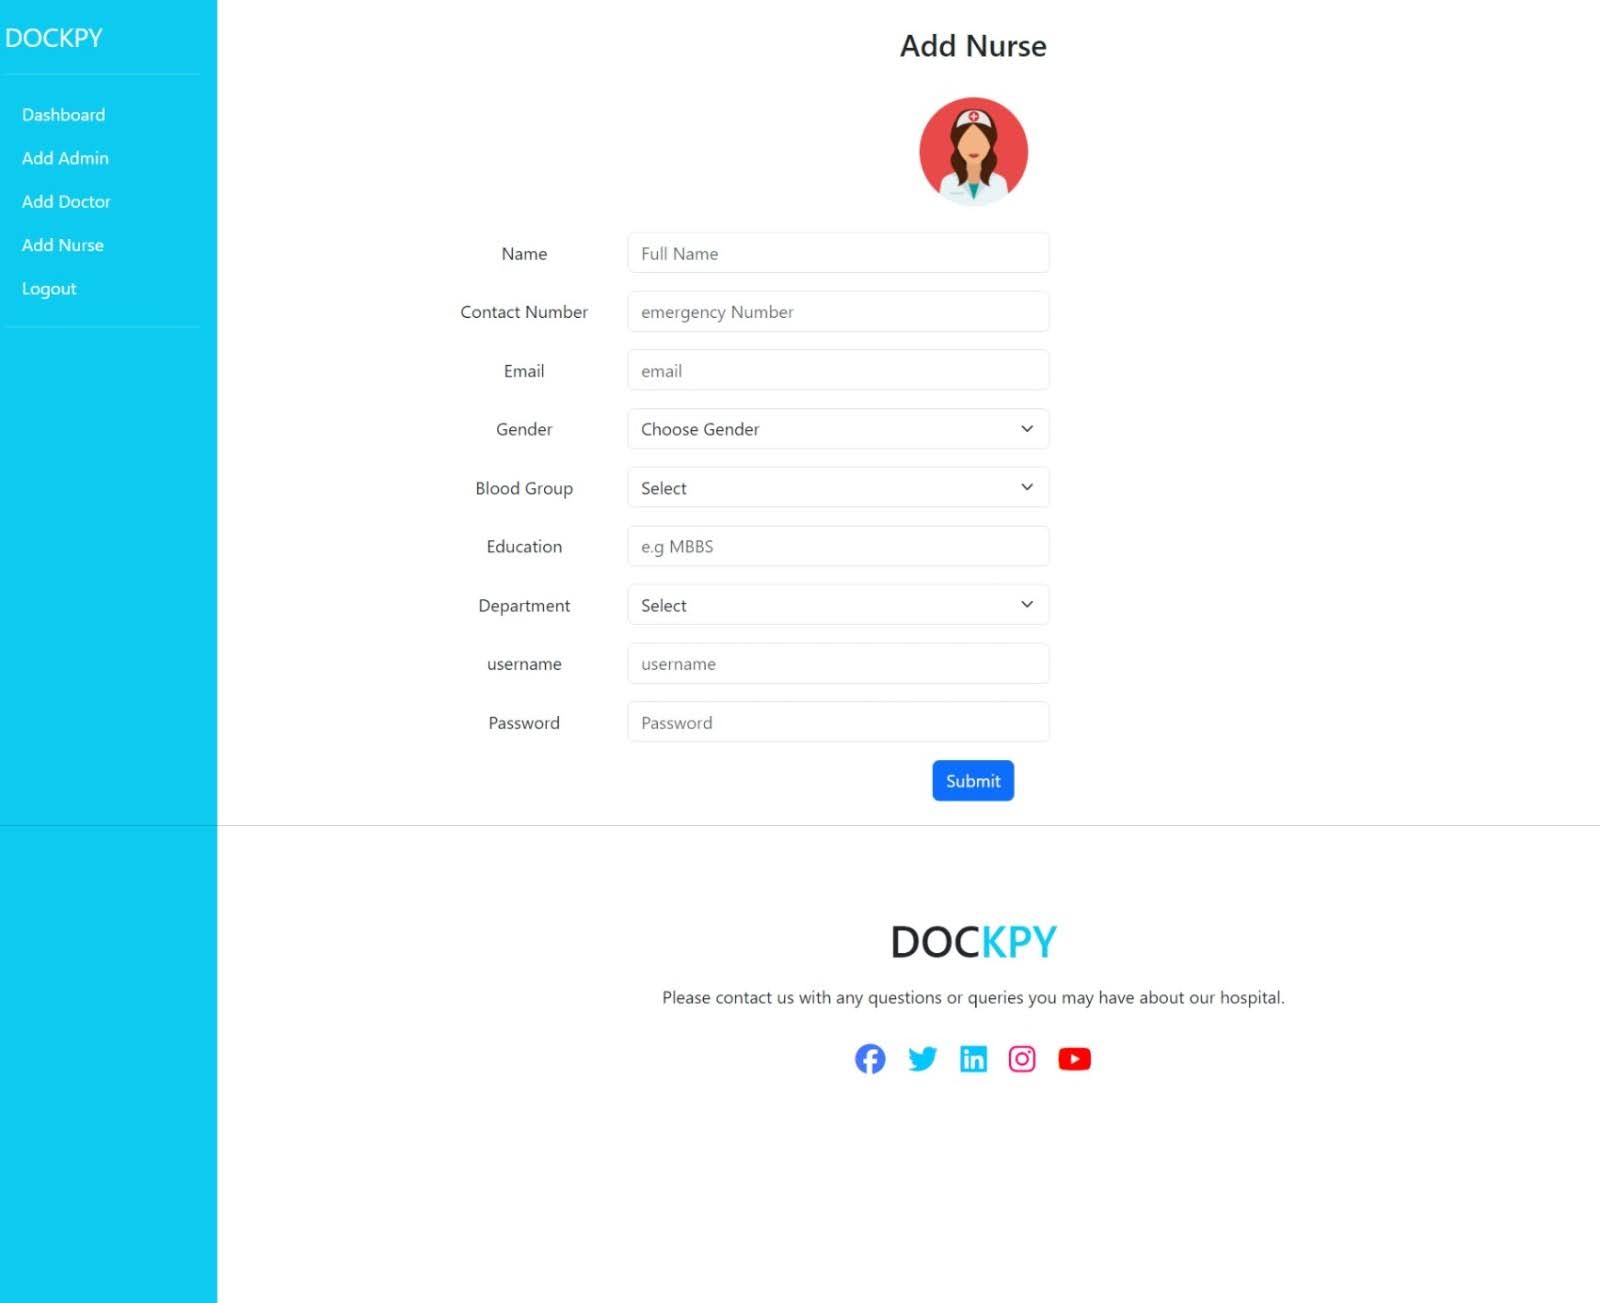 DOCKPY
Dashboard
Add Admin
Add Doctor
Add Nurse
Logout
Add Nurse
Name
Full Name
Contact Number
emergency Number
Email
email
Gender
Choose Gender
Blood Group
Select
Education
e.g MBBS
Department
Select
username
username
Password
Password
Submit
DOCKPY
Please contact us with any questions or queries you may have about our hospital.